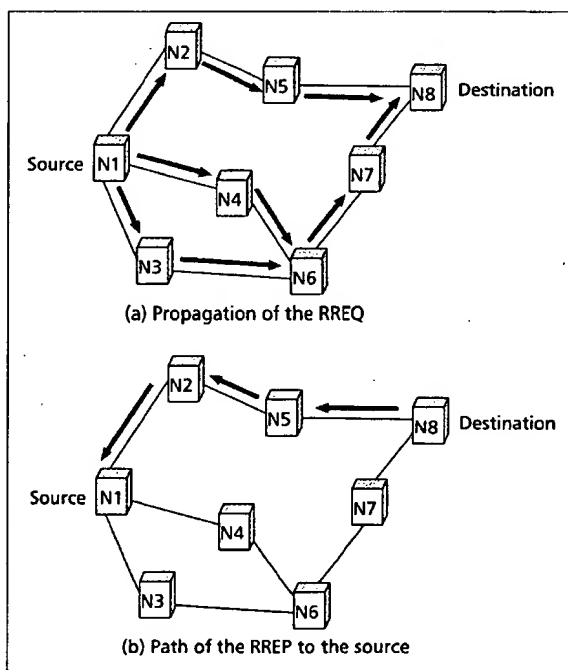 N2
N5
N8
Destination
Source
N1
N4
N7
N3
N6
(a) Propagation of the RREQ
N2
N5
N8
Destination
Source
N1
N4
N7
N3
N6
(b) Path of the RREP to the source